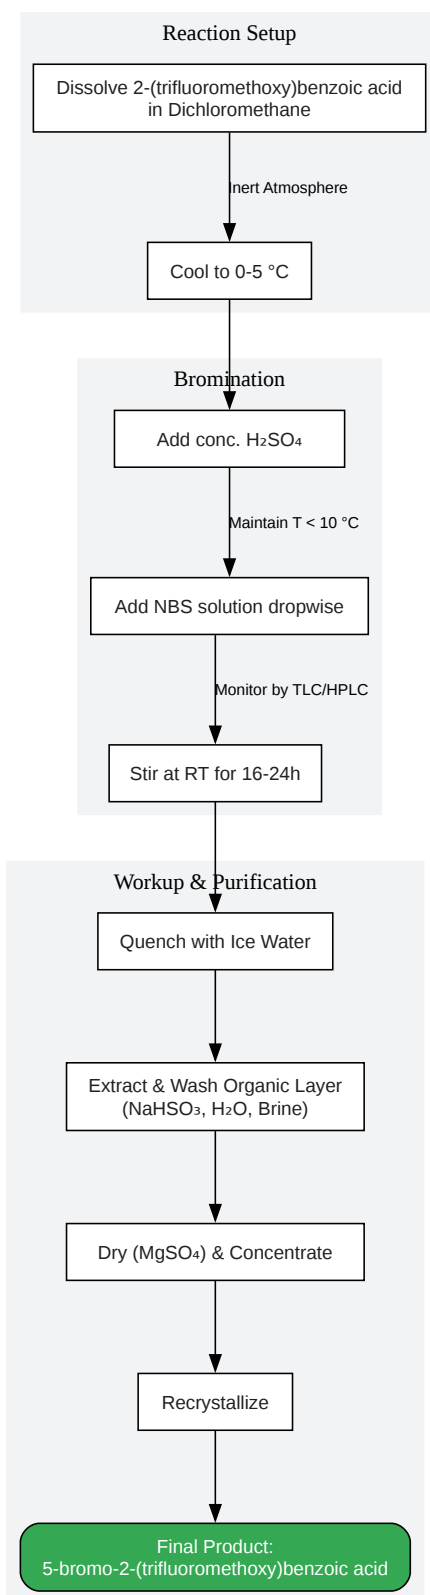 Reaction Setup
Dissolve 2-(trifluoromethoxy)benzoic acid
in Dichloromethane
Inert Atmosphere
Cool to 0-5 °C
Bromination
Add conc. H₂SO₄
Maintain T < 10 °C
Add NBS solution dropwise
Monitor by TLC/HPLC
Stir at RT for 16-24h
Workup & Purification
Quench with Ice Water
Extract & Wash Organic Layer
(NaHSO₃, H₂O, Brine)
Dry (MgSO₄) & Concentrate
Recrystallize
Final Product:
5-bromo-2-(trifluoromethoxy)benzoic acid